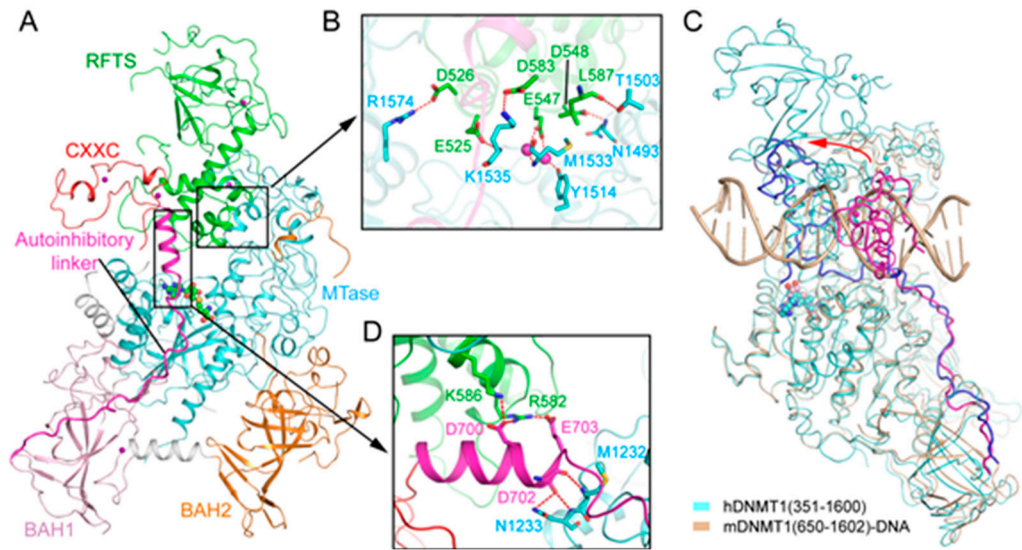 A
RFTS
CXXC
Autoinhibitory
linker
MTase
BAH1
BAH2
B
D548
D583
D526
L587
T1503
R1574
E547
E525
N1493
M1533
K1535
Y1514
C
hDNMT1(351-1600)
mDNMT1(650-1602)-DNA
D
K586
R582
D700
E703
M1232
D702
N1233